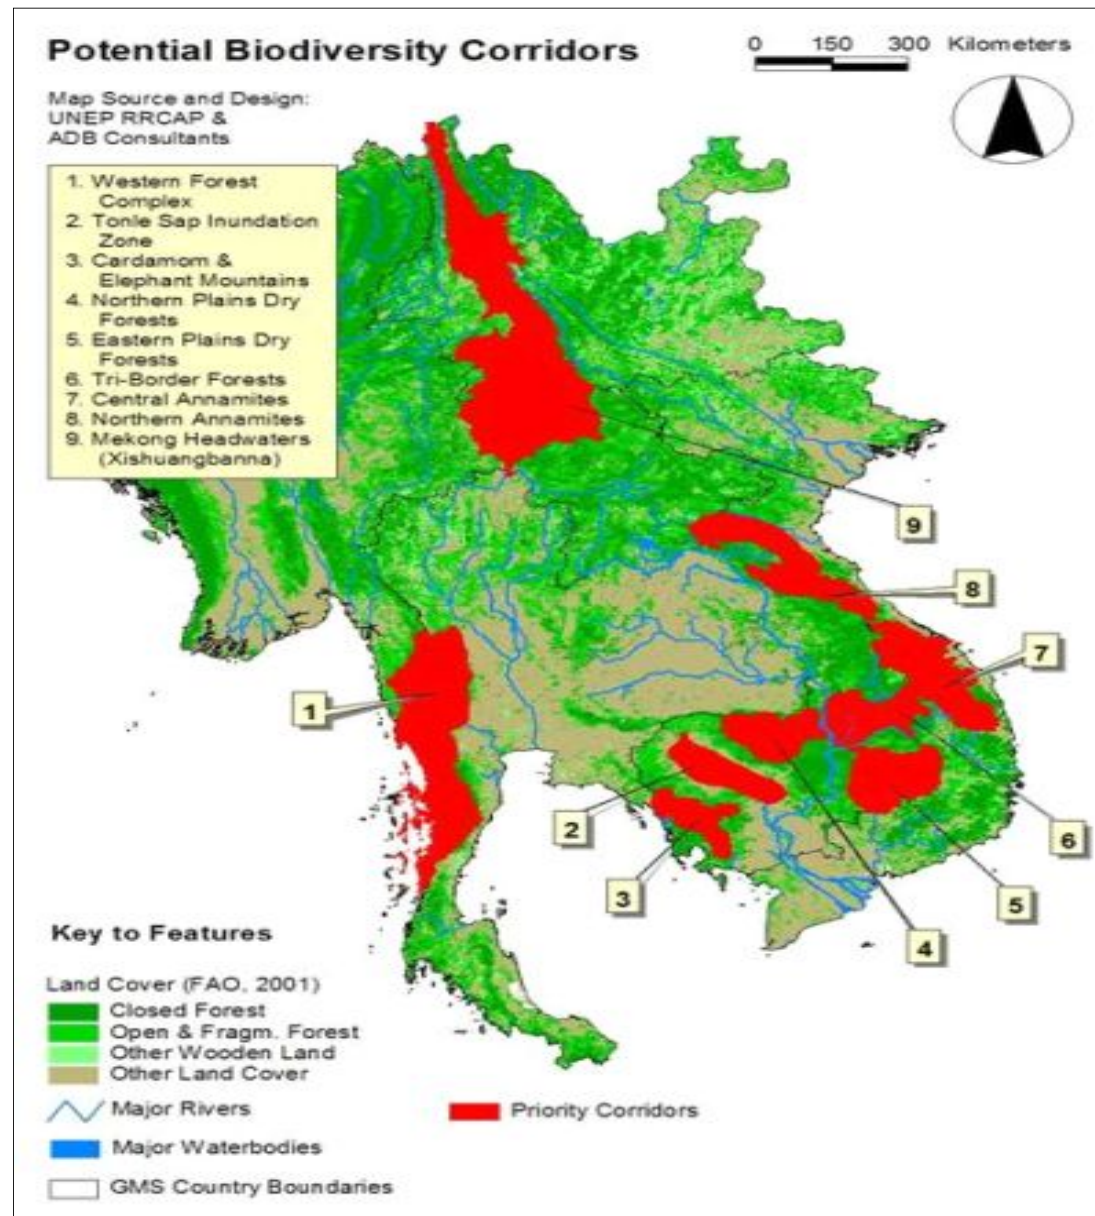 Potential Biodiversity Corridors
0 150 300 Kilometers
Map Source and Design:
UNEP RRCAP &
ADB Consultants
1. Western Forest
Complex
2. Tonle Sap Inundation
Zone
3. Cardamom &
Elephant Mountains
4. Northern Plains Dry
Forests
5. Eastern Plains Dry
Forests
6. Tri-Border Forests
7. Central Annamites
8. Northern Annamites
9. Mekong Headwaters
(Xishuangbanna)
9
8
7
1
2
6
3
5
4
Key to Features
Land Cover (FAO, 2001)
Closed Forest
Open & Fragm. Forest
Other Wooden Land
Other Land Cover
Major Rivers
Priority Corridors
Major Waterbodies
GMS Country Boundaries